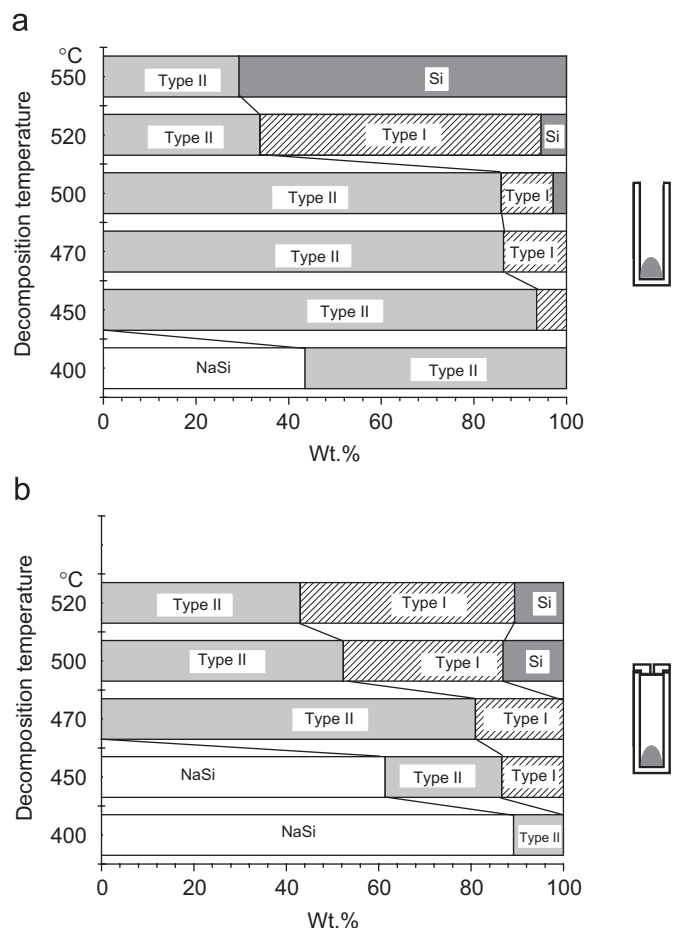 a
°C
550
Type II
Si
520
Type II
Type I
Si
500
Type II
Type I
470
Type II
Type I
450
Type II
400
NaSi
Type II
Decomposition temperature
0 20 40 60 80 100
Wt.%
b
°C
520
Type II
Type I
Si
500
Type II
Type I
Si
470
Type II
Type I
450
NaSi
Type II
Type I
400
NaSi
Type II
Decomposition temperature
0 20 40 60 80 100
Wt.%